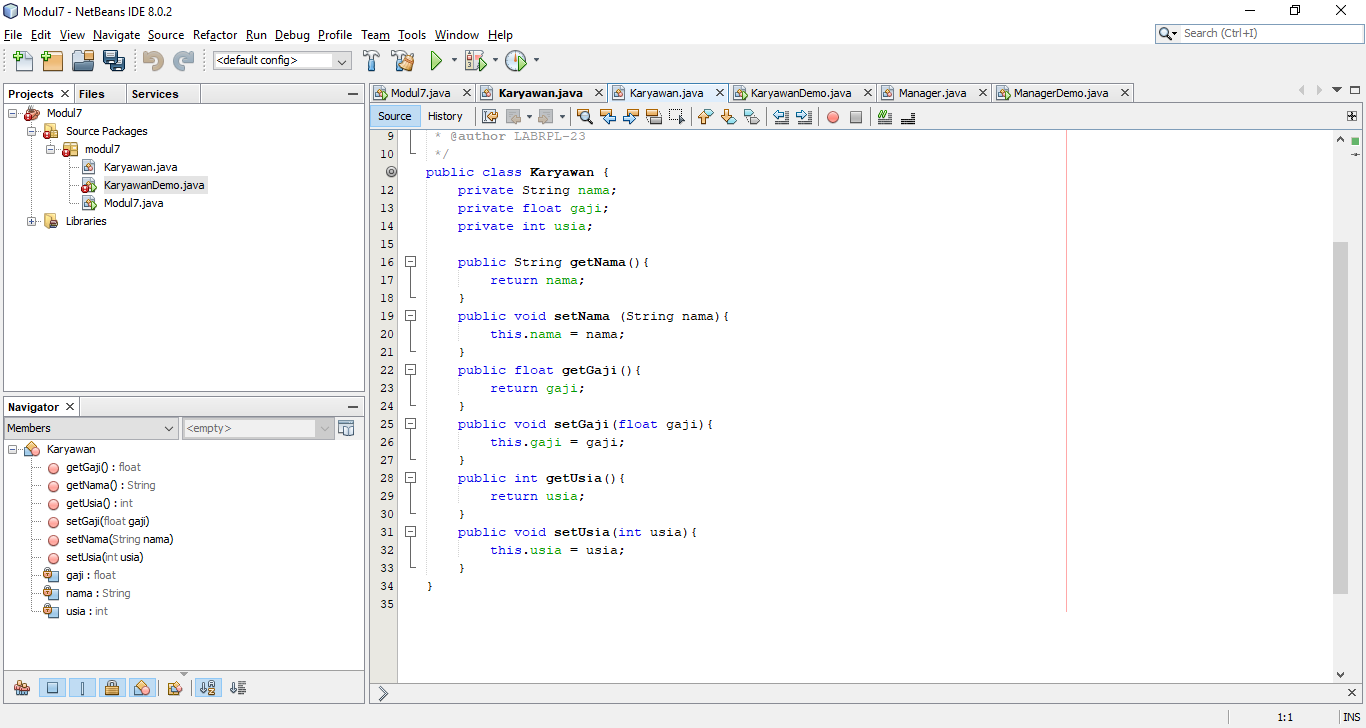 Modul7 - NetBeans IDE 8.0.2
File Edit View Navigate Source Refactor Run Debug Profile Team Tools Window Help
Search (Ctrl+I)
<default config>
Projects Files Services
Modul7
Source Packages
modul7
Karyawan.java
KaryawanDemo.java
Modul7.java
Libraries
Navigator
Members <empty>
Karyawan
getGaji() : float
getNama() : String
getUsia() : int
setGaji(float gaji)
setNama(String nama)
setUsia(int usia)
gaji : float
nama : String
usia : int
Modul7.java Karyawan.java Karyawan.java KaryawanDemo.java Manager.java ManagerDemo.java
Source History
9 * @author LABRPL-23
10 */
public class Karyawan {
12 private String nama;
13 private float gaji;
14 private int usia;
15
16 public String getNama(){
17 return nama;
18 }
19 public void setNama (String nama){
20 this.nama = nama;
21 }
22 public float getGaji(){
23 return gaji;
24 }
25 public void setGaji(float gaji){
26 this.gaji = gaji;
27 }
28 public int getUsia(){
29 return usia;
30 }
31 public void setUsia(int usia){
32 this.usia = usia;
33 }
34 }
35
1:1 INS